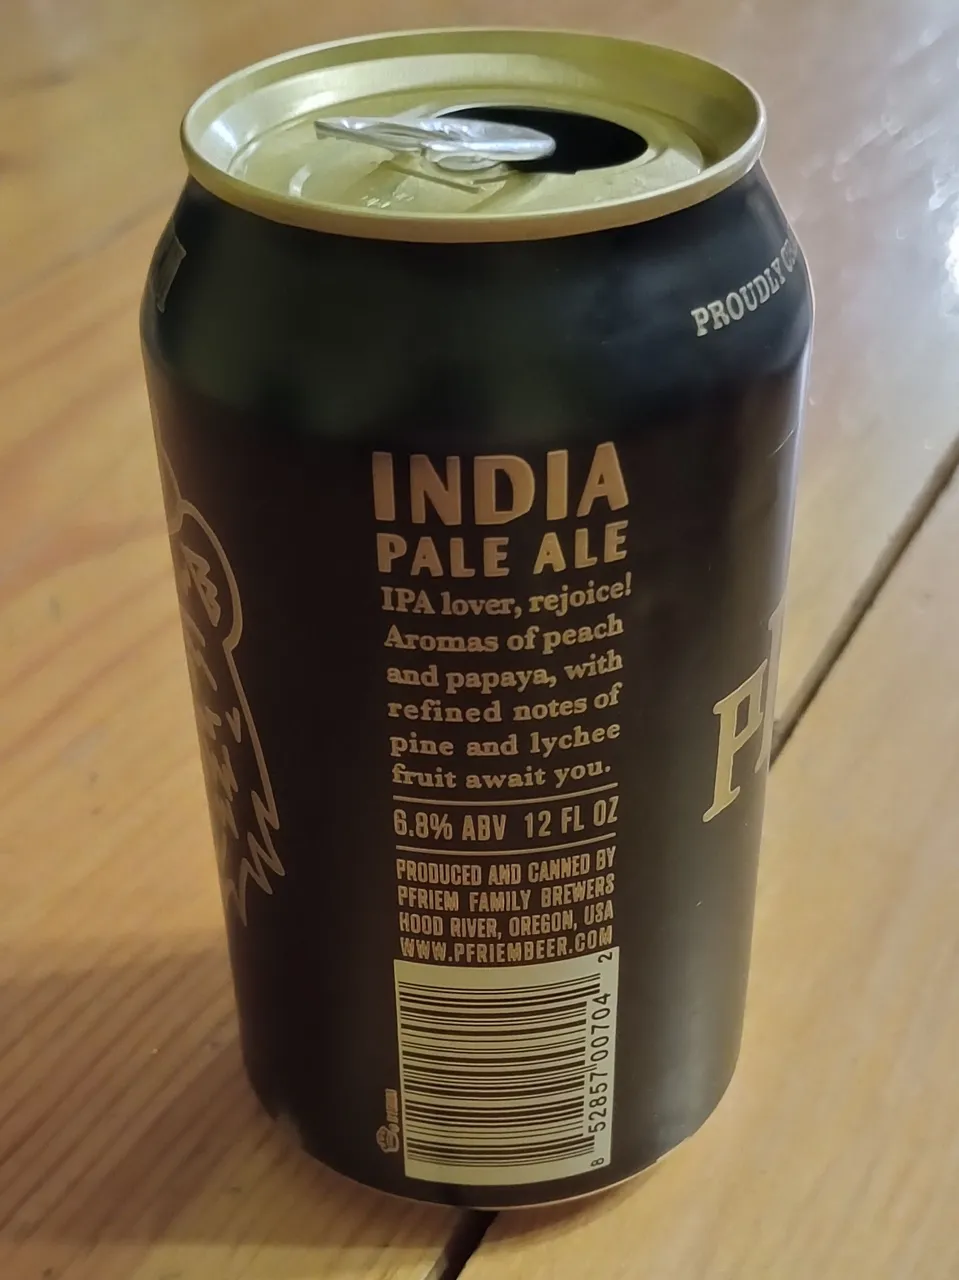 PROUDLY
INDIA
PALE ALE
IPA lover, rejoice!
Aromas of peach
and papaya, with
refined notes of
pine and lychee
fruit await you.
6.8% ABV 12 FL OZ
PRODUCED AND CANNED BY
PFRIEM FAMILY BREWERS
HOOD RIVER, OREGON, USA
WWW.PFRIEMBEER.COM
8 52857 00704 2